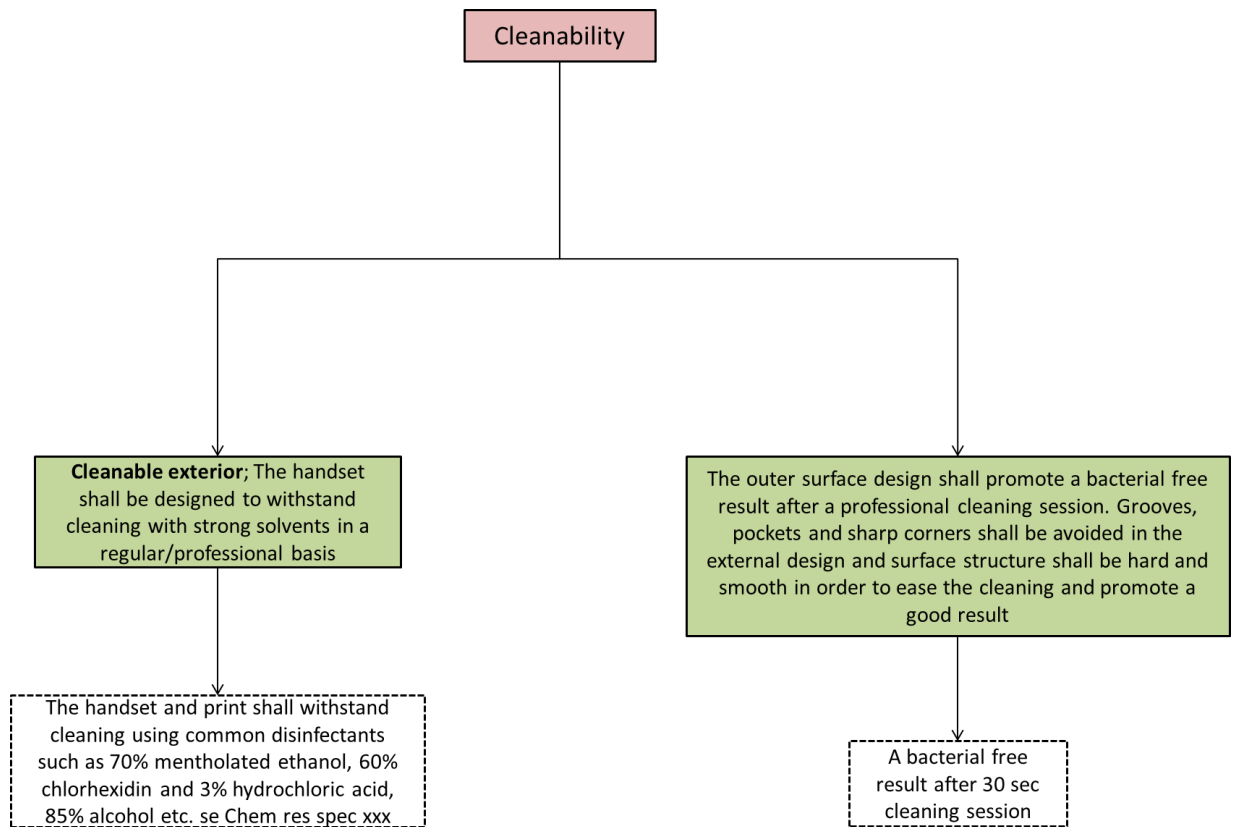 Cleanability
Cleanable exterior; The handset
shall be designed to withstand
cleaning with strong solvents in a
regular/professional basis
The outer surface design shall promote a bacterial free
result after a professional cleaning session. Grooves,
pockets and sharp corners shall be avoided in the
external design and surface structure shall be hard and
smooth in order to ease the cleaning and promote a
good result
The handset and print shall withstand
cleaning using common disinfectants
such as 70% mentholated ethanol, 60%
chlorhexidin and 3% hydrochloric acid,
85% alcohol etc. se Chem res spec xxx
A bacterial free
result after 30 sec
cleaning session